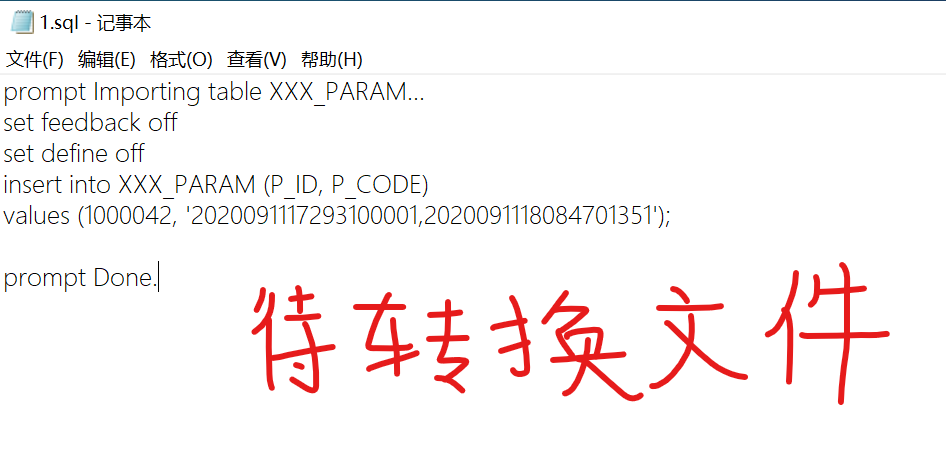 1.sql - 记事本
文件(F) 编辑(E) 格式(O) 查看(V) 帮助(H)
prompt Importing table XXX_PARAM...
set feedback off
set define off
insert into XXX_PARAM (P_ID, P_CODE)
values (1000042, '2020091117293100001,2020091118084701351');
prompt Done.
待转换文件